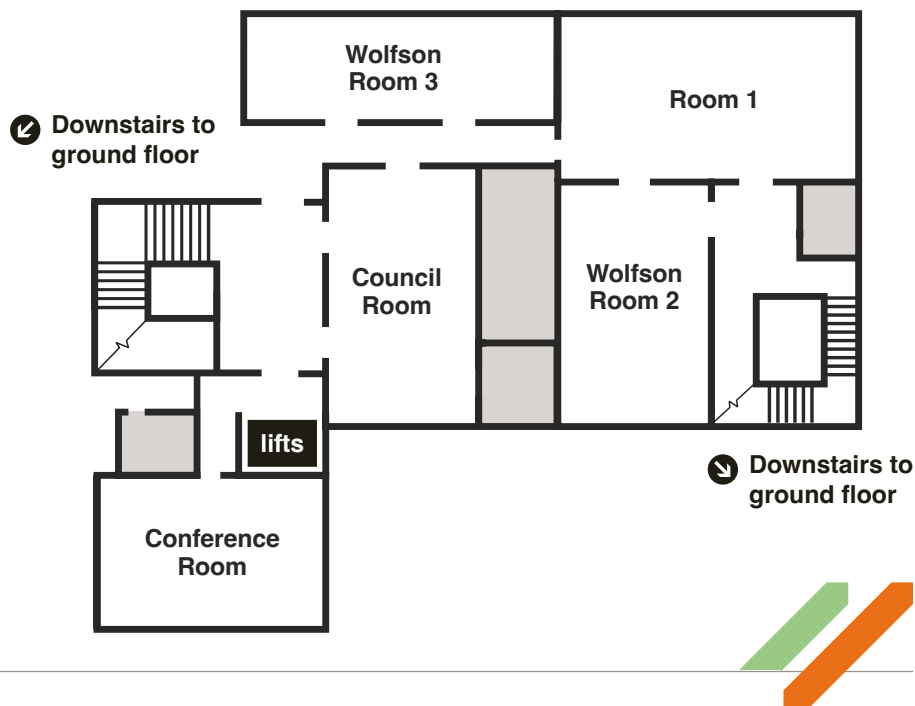 Wolfson
Room 3
Room 1
Downstairs to
ground floor
Council
Room
Wolfson
Room 2
lifts
Downstairs to
ground floor
Conference
Room